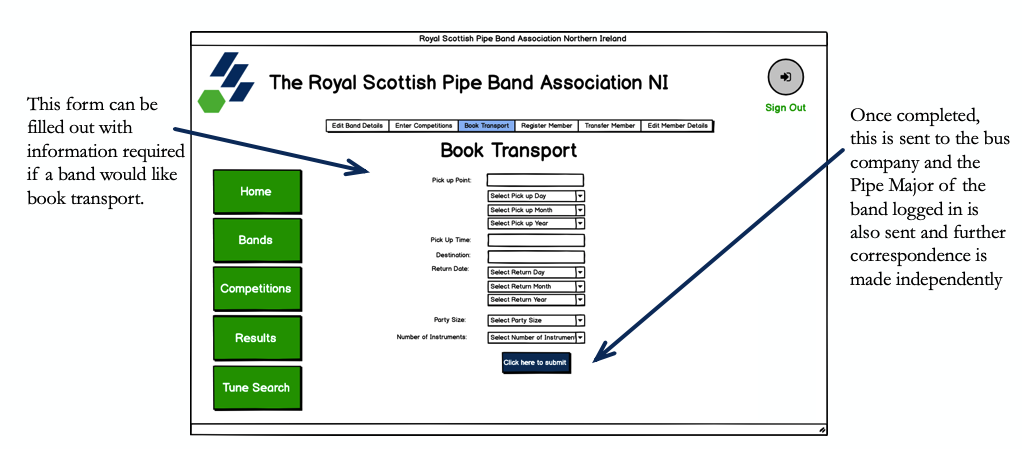 Royal Scottish Pipe Band Association Northern Ireland
The Royal Scottish Pipe Band Association NI
Sign Out
This form can be
filled out with
information required
if a band would like
book transport.
Edit Band Details Enter Competitions Book Transport Register Member Transfer Member Edit Member Details
Book Transport
Home
Bands
Competitions
Results
Tune Search
Pick up Point:
Select Pick up Day
Select Pick up Month
Select Pick up Year
Pick Up Time:
Destination:
Return Date: Select Return Day
Select Return Month
Select Return Year
Party Size: Select Party Size
Number of Instruments: Select Number of Instrumen
Click here to submit
Once completed,
this is sent to the bus
company and the
Pipe Major of the
band logged in is
also sent and further
correspondence is
made independently